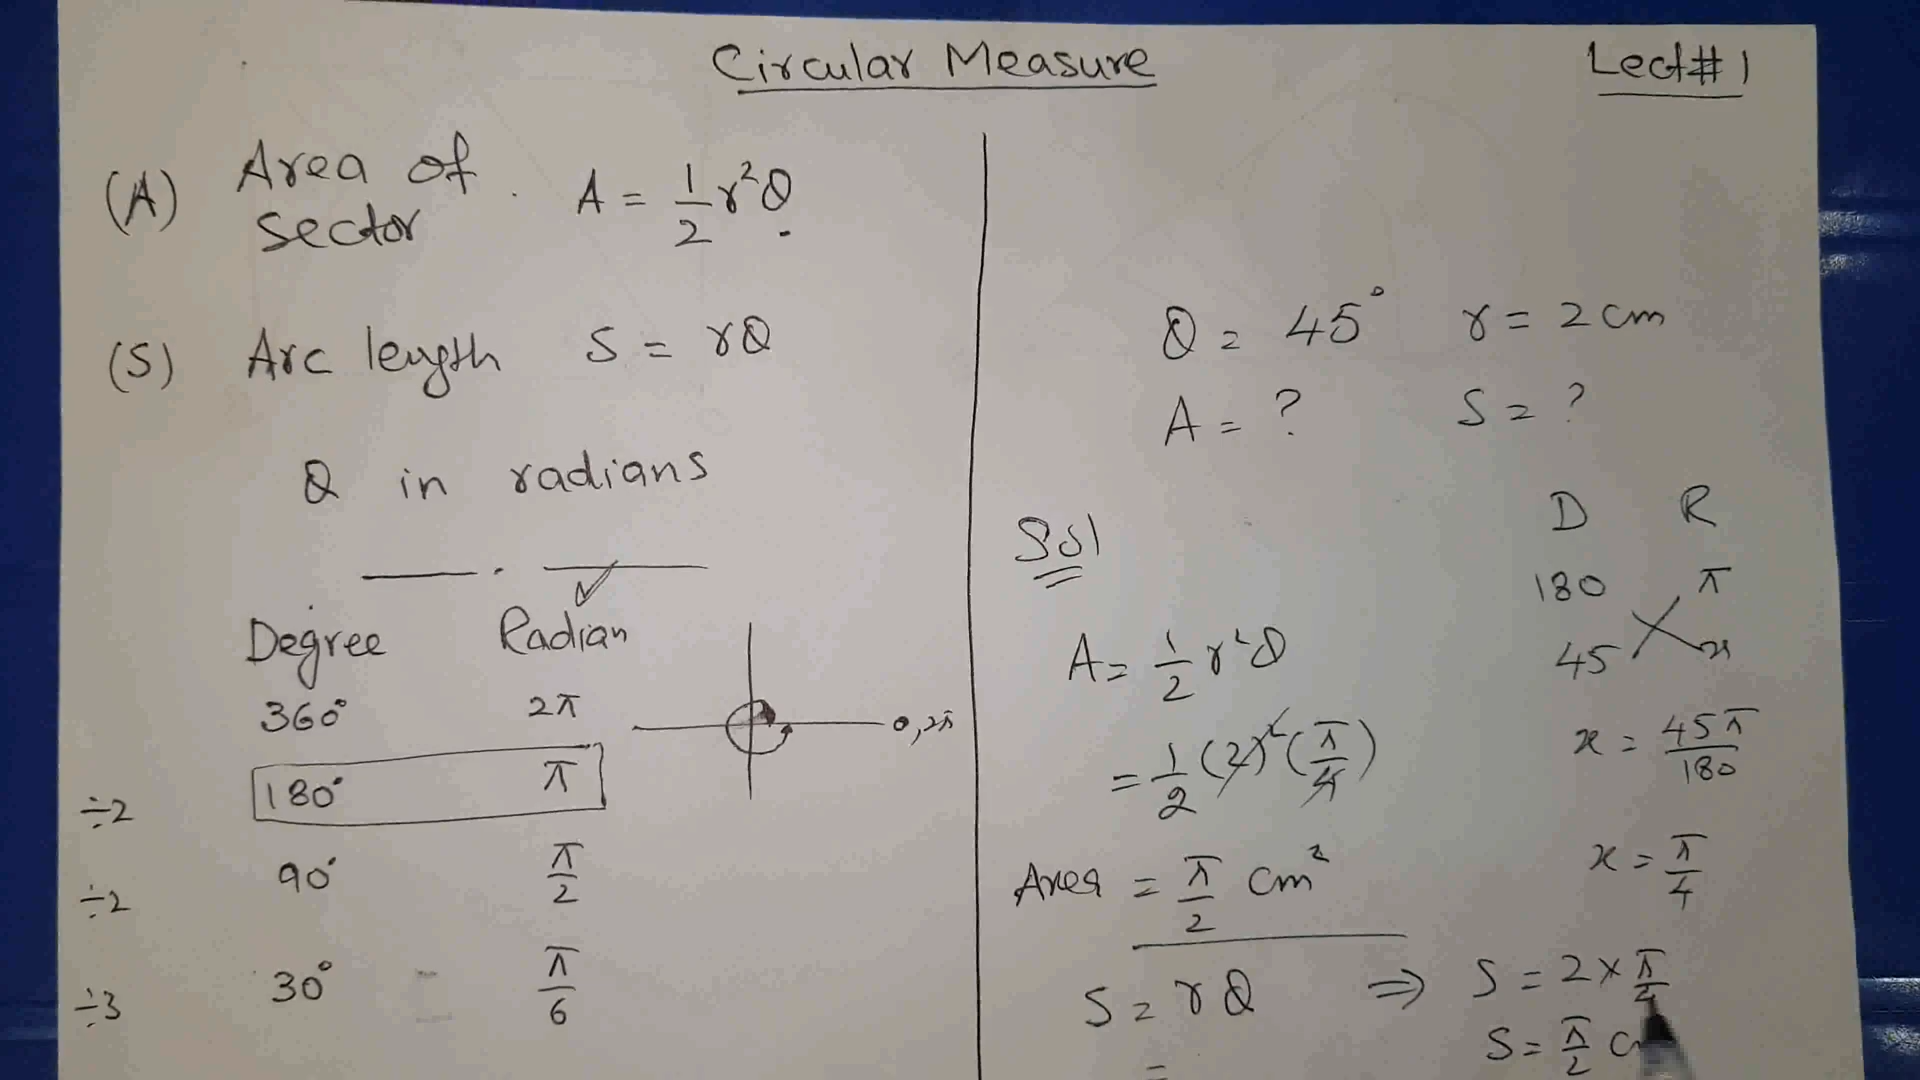 Circular Measure
Lect# 1
(A) Area of sector A = 1/2 r²θ
(S) Arc length S = rθ
θ in radians
Degree Radian
360° 2π
0, 2π
÷2 180° π
÷2 90° π/2
÷3 30° π/6
θ = 45° r = 2 cm
A = ? S = ?
Sol
D R
180 π
45 x
A = 1/2 r²θ
x = 45π/180
= 1/2 (2)² (π/4)
x = π/4
Area = π/2 cm²
S = rθ ⇒ S = 2 × π/4
=
S = π/2